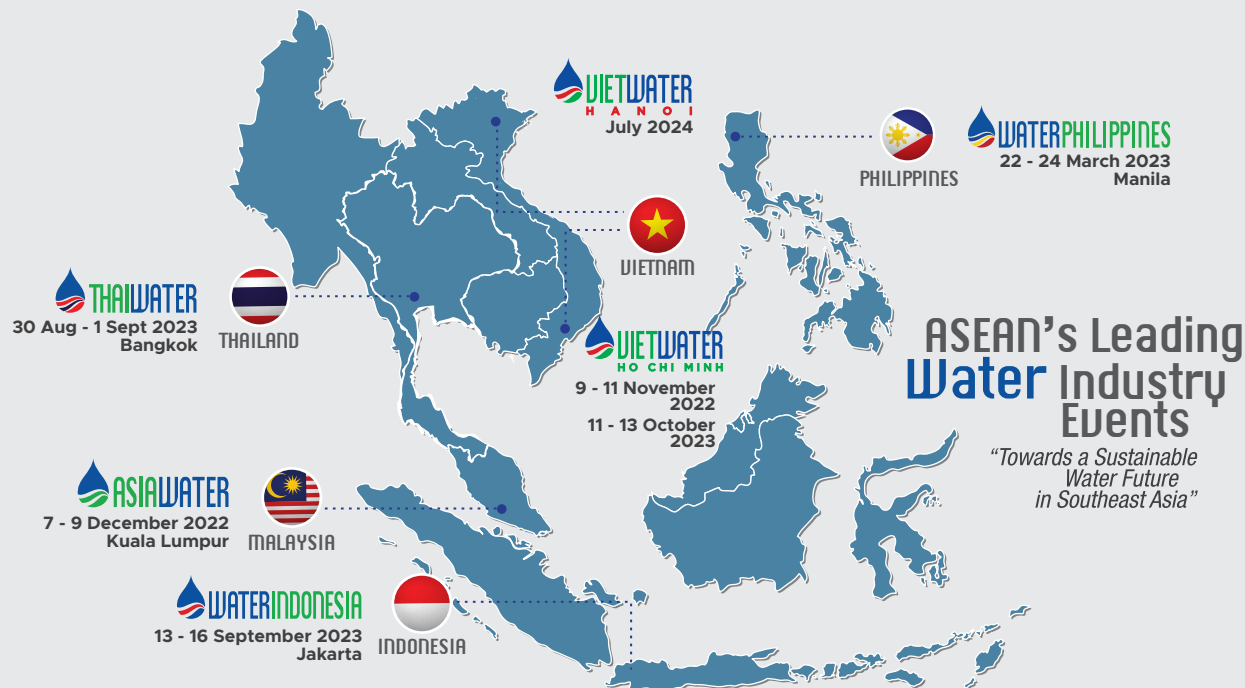 VIETWATER
HANOI
July 2024
WATERPHILIPPINES
22 - 24 March 2023
Manila
PHILIPPINES
VIETNAM
THAIWATER
30 Aug - 1 Sept 2023
Bangkok
THAILAND
VIETWATER
HO CHI MINH
9 - 11 November
2022
11 - 13 October
2023
ASEAN's Leading
Water Industry
Events
“Towards a Sustainable
Water Future
in Southeast Asia”
ASIAWATER
7 - 9 December 2022
Kuala Lumpur
MALAYSIA
WATERINDONESIA
13 - 16 September 2023
Jakarta
INDONESIA